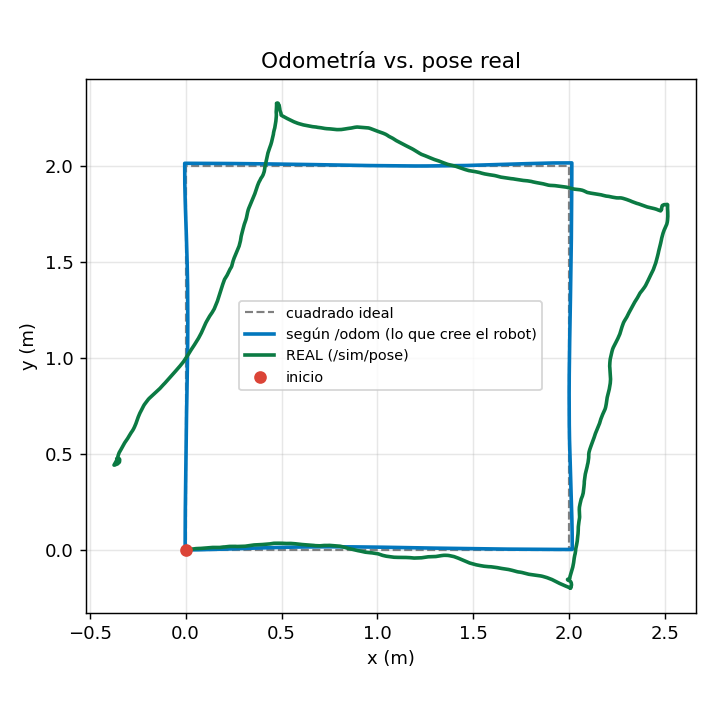 Odometría vs. pose real
2.0
1.5
1.0
0.5
0.0
y (m)
cuadrado ideal
según /odom (lo que cree el robot)
REAL (/sim/pose)
inicio
−0.5 0.0 0.5 1.0 1.5 2.0 2.5
x (m)